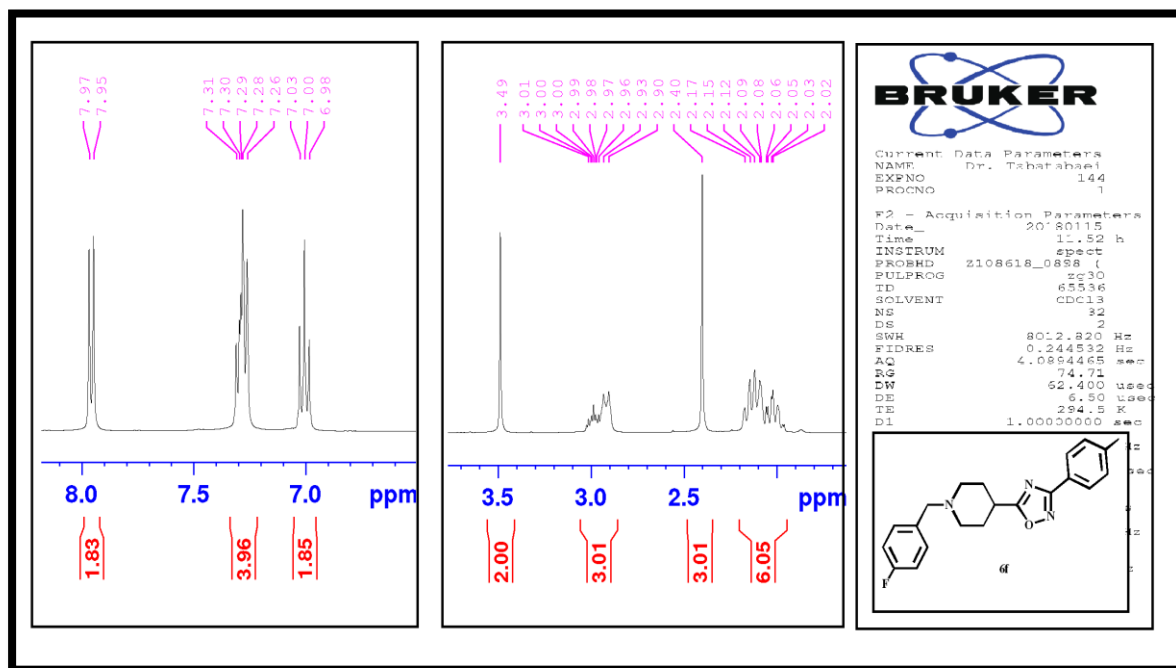 7.97
7.95
7.31
7.30
7.29
7.28
7.26
7.03
7.00
6.98
3.49
3.01
3.00
3.00
2.99
2.98
2.97
2.96
2.93
2.90
2.40
2.17
2.15
2.12
2.09
2.08
2.06
2.05
2.03
2.02
8.0 7.5 7.0 ppm
1.83 3.96 1.85
3.5 3.0 2.5 ppm
2.00 3.01 3.01 6.05
BRUKER
Current Data Parameters
NAME Dr. Tabatabaei
EXPNO 144
PROCNO 1
F2 - Acquisition Parameters
Date_ 20180115
Time 11.52 h
INSTRUM spect
PROBHD Z108618_0898 (
PULPROG zg30
TD 65536
SOLVENT CDCl3
NS 32
DS 2
SWH 8012.820 Hz
FIDRES 0.244532 Hz
AQ 4.0894465 sec
RG 74.71
DW 62.400 usec
DE 6.50 usec
TE 294.5 K
D1 1.00000000 sec
N
N
N
O
F
6f